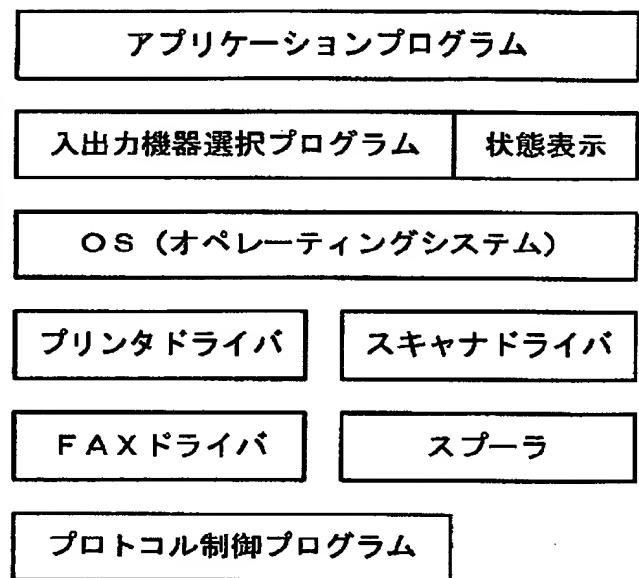 アプリケーションプログラム
入出力機器選択プログラム 状態表示
ＯＳ（オペレーティングシステム）
プリンタドライバ スキャナドライバ
ＦＡＸドライバ スプーラ
プロトコル制御プログラム